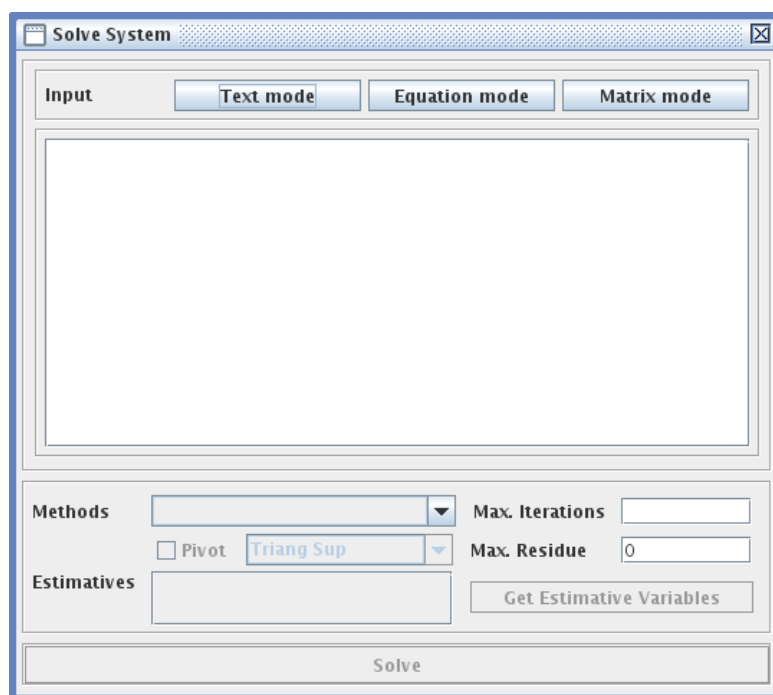 Solve System
Input Text mode Equation mode Matrix mode
Methods Max. Iterations
Pivot Triang Sup Max. Residue 0
Estimatives Get Estimative Variables
Solve